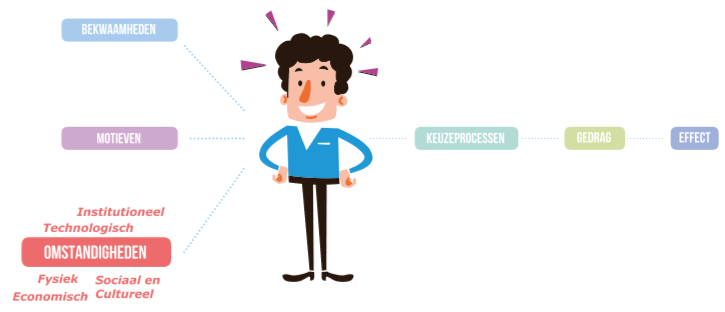 BEKWAAMHEDEN
MOTIEVEN
KEUZEPROCESSEN
GEDRAG
EFFECT
Institutioneel
Technologisch
OMSTANDIGHEDEN
Fysiek
Sociaal en
Economisch
Cultureel